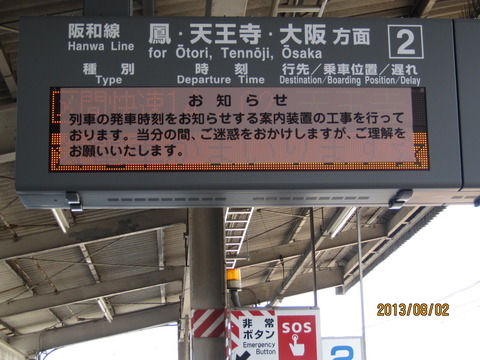 阪和線
Hanwa Line
鳳・天王寺・大阪 方面
for Ōtori, Tennōji, Ōsaka
2
種別
Type
時刻
Departure Time
行先／乗車位置／遅れ
Destination/Boarding Position/Delay
お知らせ
列車の発車時刻をお知らせする案内装置の工事を行って
おります。当分の間、ご迷惑をおかけしますが、ご理解を
お願いいたします。
非常
ボタン
Emergency
Button
SOS
2
2013/08/02